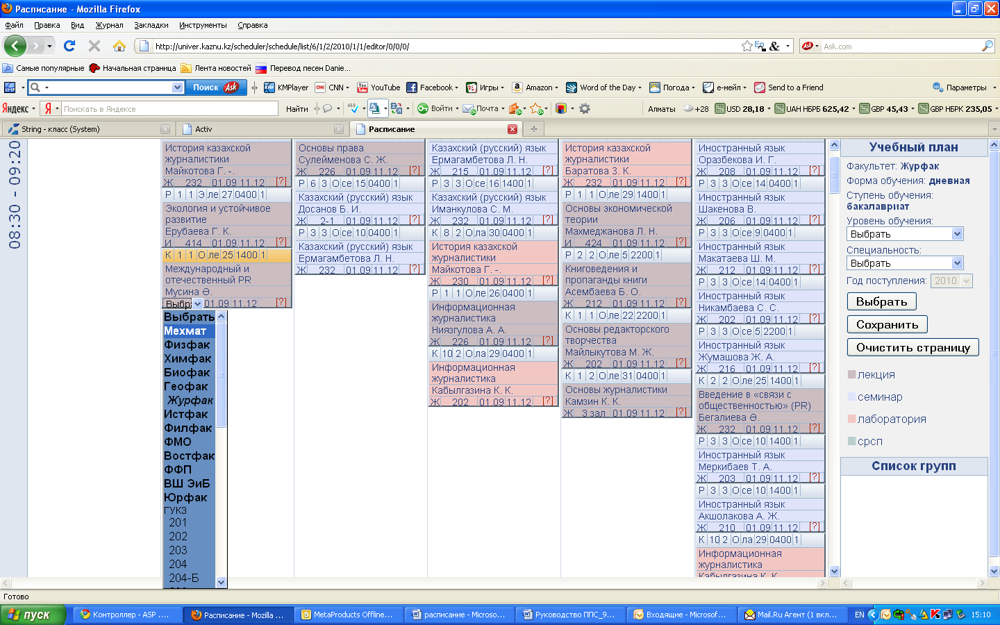 Расписание - Mozilla Firefox
Файл Правка Вид Журнал Закладки Инструменты Справка
http://univer.kaznu.kz/scheduler/schedule/list/6/1/2/2010/1/1/editor/0/0/0/
Ask Ask.com
Самые популярные Начальная страница Лента новостей Перевод песен Danie...
KMP Поиск Ask KMPlayer CNN YouTube Facebook Игры Amazon Word of the Day Погода е-мейл Send to a Friend Параметры
Яндекс Я Поискать в Яндексе Найти Войти Почта Алматы +28 USD 28,18 UAH НБРБ 625,42 GBP 45,43 GBP НБРК 235,05
String - класс (System) Activ Расписание
08:30 - 09:20
История казахской
журналистики
Майкотова Г. -.
Ж 232 01.09 11.12 [?]
Р 1 1 Э ле 27 0400 1
Экология и устойчивое
развитие
Ерубаева Г. К.
И 414 01.09 11.12 [?]
К 1 1 О ле 25 1400 1
Международный и
отечественный PR
Мусина Ә.
Выбр 01.09 11.12 [?]
Выбрать
Мехмат
Физфак
Химфак
Биофак
Геофак
Журфак
Истфак
Филфак
ФМО
Востфак
ФФП
ВШ ЭиБ
Юрфак
ГУК3
201
202
203
204
204-Б
Основы права
Сулейменова С. Ж.
Ж 226 01.09 11.12 [?]
Р 6 3 О се 15 0400 1
Казахский (русский) язык
Досанов Б. И.
Ж 2-1 01.09 11.12 [?]
Р 3 3 О се 10 0400 1
Казахский (русский) язык
Ермагамбетова Л. Н.
Ж 232 01.09 11.12 [?]
Казахский (русский) язык
Ермагамбетова Л. Н.
Ж 215 01.09 11.12 [?]
Р 3 3 О се 16 1400 1
Казахский (русский) язык
Иманкулова С. М.
Ж 232 01.09 11.12 [?]
К 8 2 О ла 30 0400 1
История казахской
журналистики
Майкотова Г. -.
Ж 230 01.09 11.12 [?]
Р 1 1 О ле 26 0400 1
Информационная
журналистика
Ниязгулова А. А.
Ж 226 01.09 11.12 [?]
К 10 2 О ла 29 0400 1
Информационная
журналистика
Кабылгазина К. К.
Ж 202 01.09 11.12 [?]
История казахской
журналистики
Баратова З. К.
Ж 232 01.09 11.12 [?]
Р 1 1 О ле 29 1400 1
Основы экономической
теории
Махмеджанова Л. Н.
И 424 01.09 11.12 [?]
Р 2 2 О ле 5 2200 1
Книговедения и
пропаганды книги
Асембаева Б. О.
Ж 212 01.09 11.12 [?]
К 1 1 О ле 22 2200 1
Основы редакторского
творчества
Майлыкутова М. Ж.
Ж 202 01.09 11.12 [?]
К 1 2 О ле 31 0400 1
Основы журналистики
Камзин К. К.
Ж 3 зал 01.09 11.12 [?]
Иностранный язык
Оразбекова И. Г.
Ж 208 01.09 11.12 [?]
Р 3 3 О се 14 0400 1
Иностранный язык
Шакенова В.
Ж 206 01.09 11.12 [?]
Р 3 3 О се 9 0400 1
Иностранный язык
Макатаева Ш. М.
Ж 212 01.09 11.12 [?]
Р 3 3 О се 14 0400 1
Иностранный язык
Никамбаева С. С.
Ж 202 01.09 11.12 [?]
Р 3 3 О се 5 2200 1
Иностранный язык
Жумашова Ж. А.
Ж 216 01.09 11.12 [?]
К 2 2 О ле 25 1400 1
Введение в «связи с
общественностью» (PR)
Бегалиева Ә.
Ж 232 01.09 11.12 [?]
Р 3 3 О се 10 1400 1
Иностранный язык
Меркибаев Т. А.
Ж 203 01.09 11.12 [?]
Р 3 3 О се 10 1400 1
Иностранный язык
Акшолакова А. Ж.
Ж 210 01.09 11.12 [?]
К 10 2 О ла 29 0400 1
Информационная
журналистика
Кабылгазина К. К.
Учебный план
Факультет: Журфак
Форма обучения: дневная
Ступень обучения:
бакалавриат
Уровень обучения:
Выбрать
Специальность:
Выбрать
Год поступления: 2010
Выбрать
Сохранить
Очистить страницу
лекция
семинар
лаборатория
срсп
Список групп
Готово
пуск Контроллер - ASP .... Расписание - Mozilla ... MetaProducts Offline... расписание - Microso... Руководство ППС_9... Входящие - Microsof... Mail.Ru Агент (1 вкл... EN 15:10